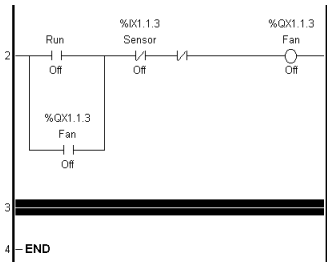 %IX1.1.3 %QX1.1.3
Run Sensor Fan
2
Off Off Off
%QX1.1.3
Fan
Off
3
4 END